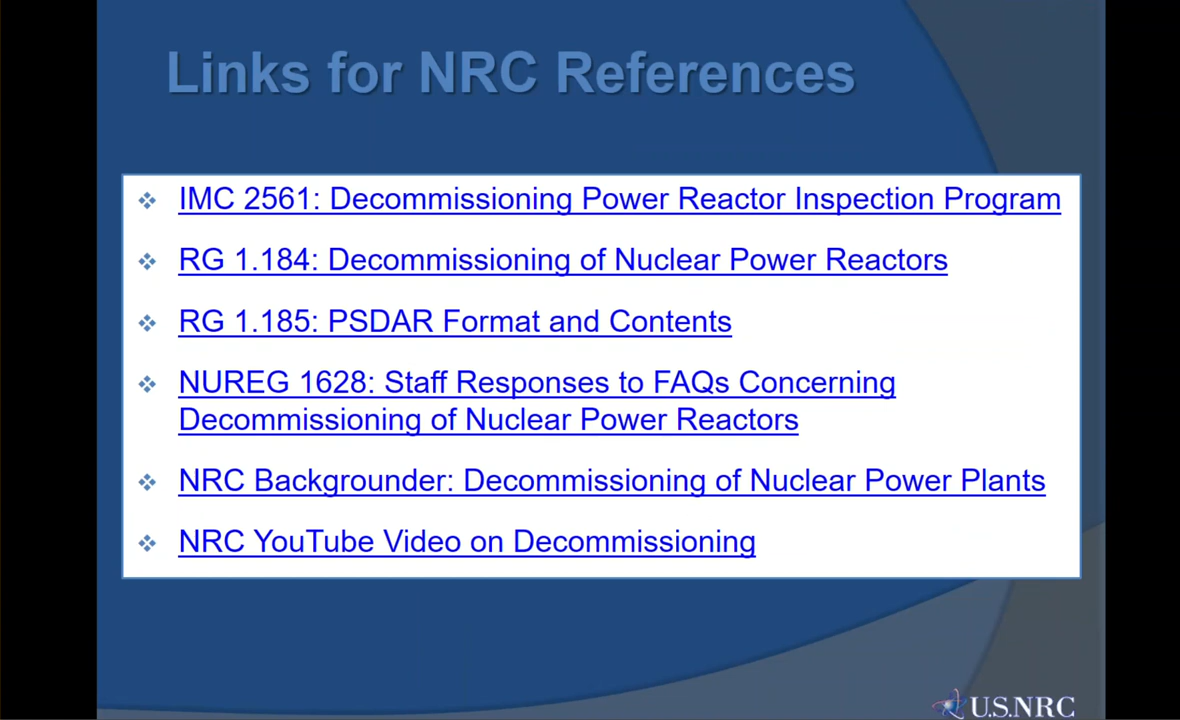 Links for NRC References
IMC 2561: Decommissioning Power Reactor Inspection Program
RG 1.184: Decommissioning of Nuclear Power Reactors
RG 1.185: PSDAR Format and Contents
NUREG 1628: Staff Responses to FAQs Concerning
Decommissioning of Nuclear Power Reactors
NRC Backgrounder: Decommissioning of Nuclear Power Plants
NRC YouTube Video on Decommissioning
U.S.NRC